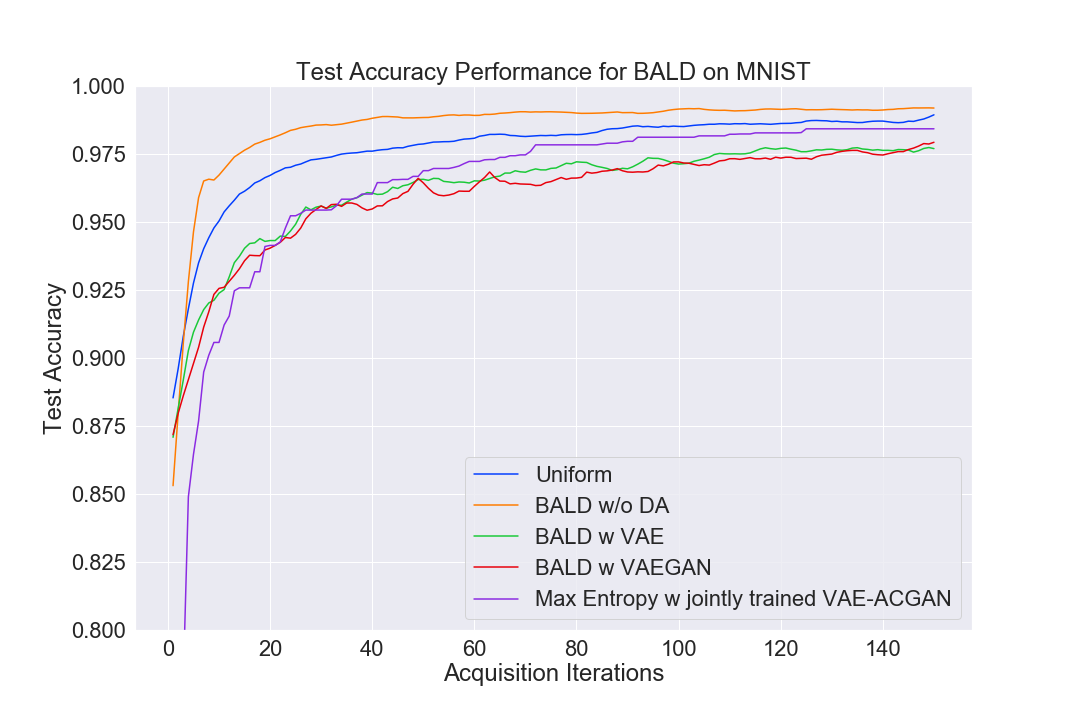 Test Accuracy Performance for BALD on MNIST
1.000
0.975
0.950
0.925
0.900
0.875
0.850
0.825
0.800
Test Accuracy
Uniform
BALD w/o DA
BALD w VAE
BALD w VAEGAN
Max Entropy w jointly trained VAE-ACGAN
0 20 40 60 80 100 120 140
Acquisition Iterations